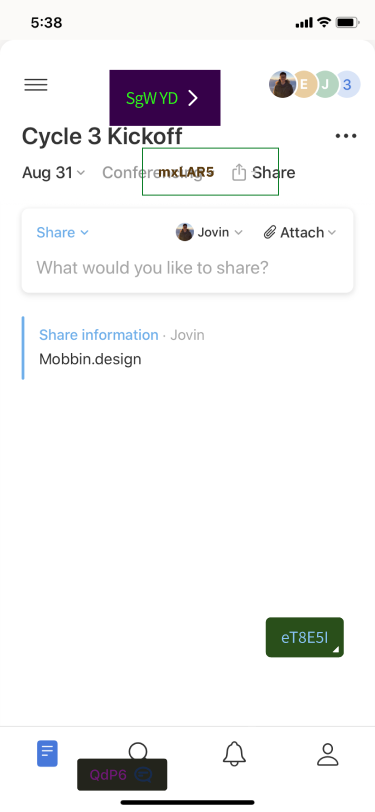 5:38
SgWYD
E
J
3
Cycle 3 Kickoff
Aug 31
mxLAR5
Share
Share
Jovin
Attach
What would you like to share?
Share information · Jovin
Mobbin.design
eT8E5I
QdP6